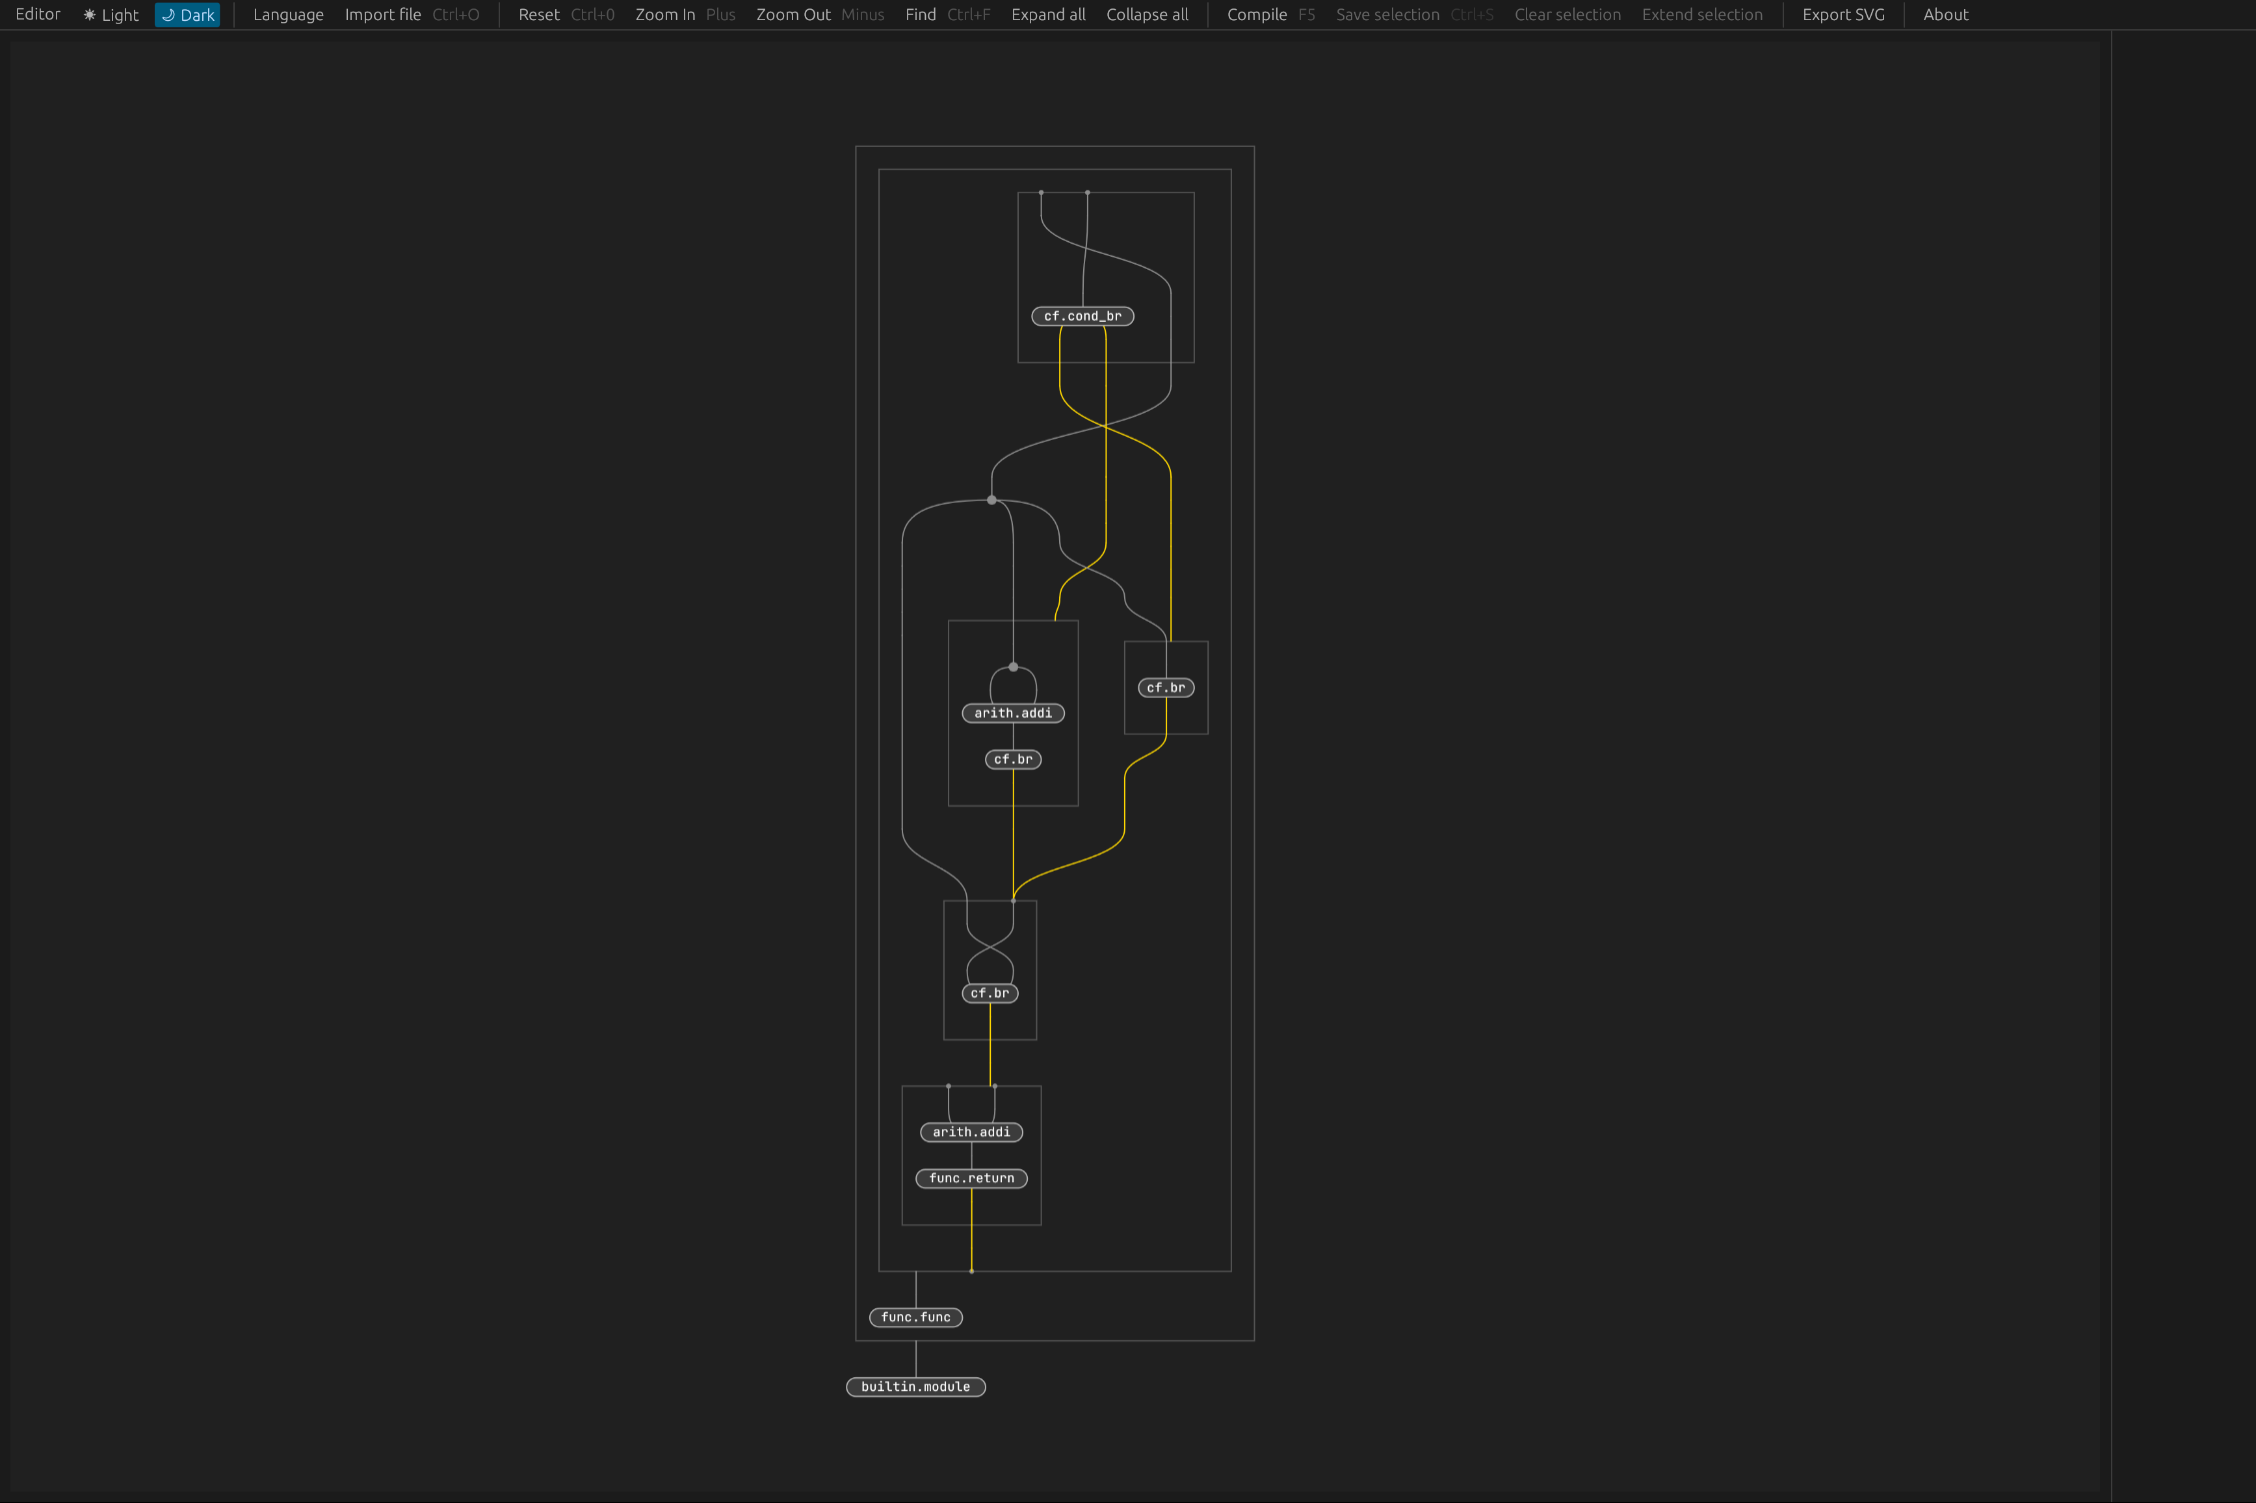 Editor Light Dark Language Import file Ctrl+O Reset Ctrl+0 Zoom In Plus Zoom Out Minus Find Ctrl+F Expand all Collapse all Compile F5 Save selection Ctrl+S Clear selection Extend selection Export SVG About
cf.cond_br
cf.br
arith.addi
cf.br
cf.br
arith.addi
func.return
func.func
builtin.module